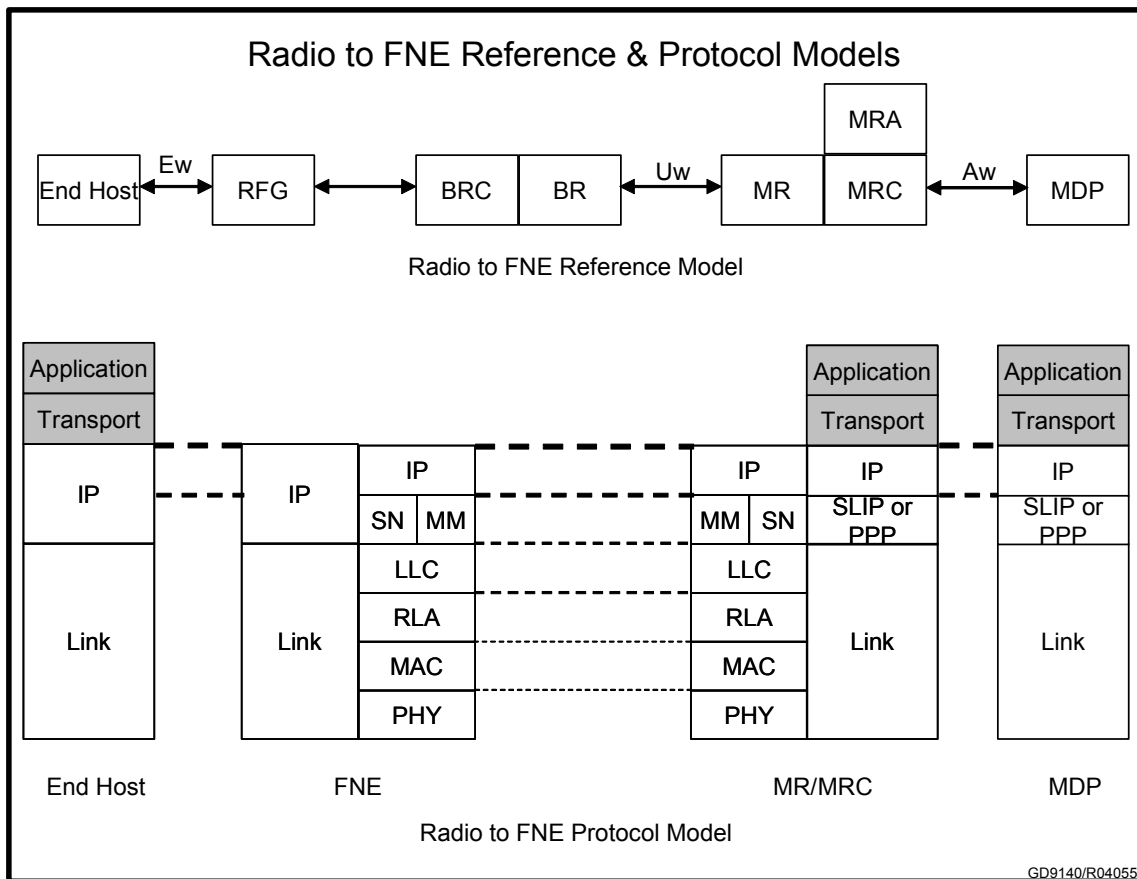 Radio to FNE Reference & Protocol Models
MRA
End Host
Ew
RFG
BRC
BR
Uw
MR
MRC
Aw
MDP
Radio to FNE Reference Model
Application
Transport
IP
Link
IP
Link
IP
SN
MM
LLC
RLA
MAC
PHY
IP
MM
SN
LLC
RLA
MAC
PHY
Application
Transport
IP
SLIP or
PPP
Link
Application
Transport
IP
SLIP or
PPP
Link
End Host
FNE
MR/MRC
MDP
Radio to FNE Protocol Model
GD9140/R04055